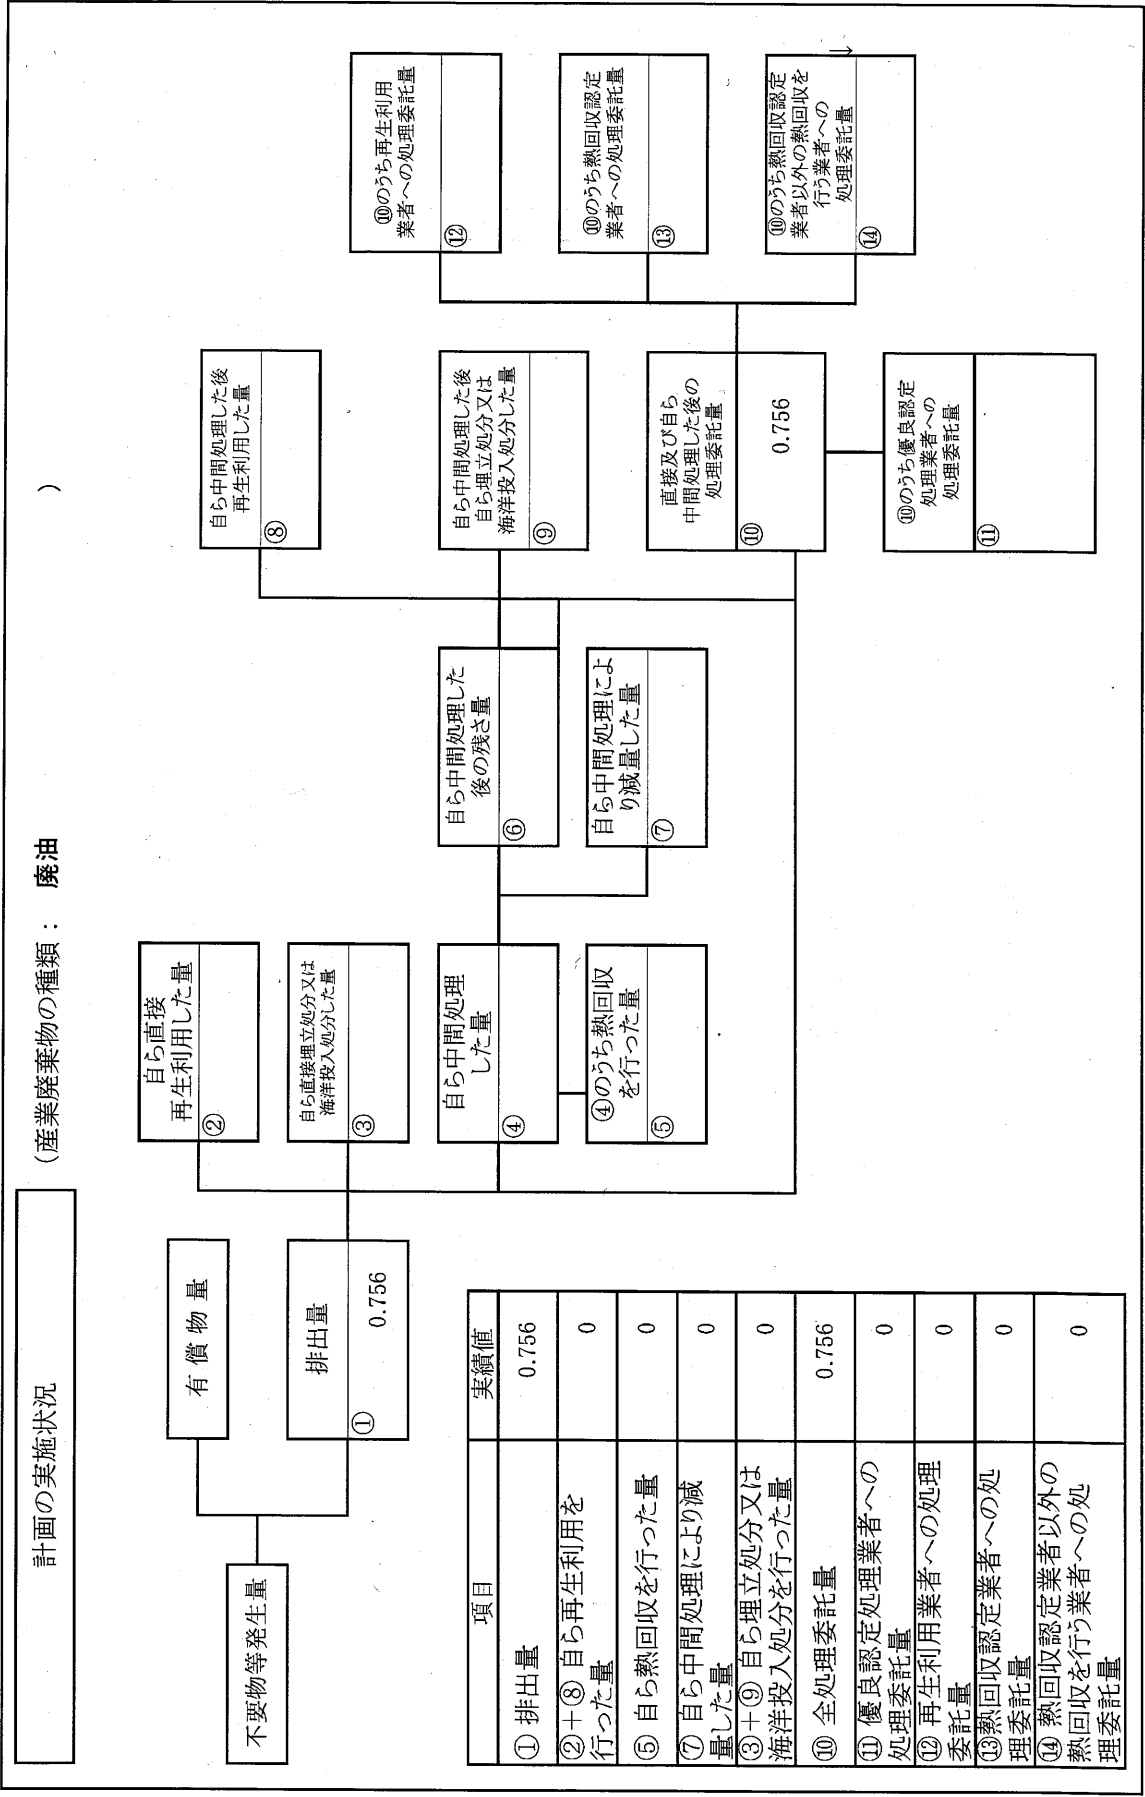 計画の実施状況
（産業廃棄物の種類： 廃油 ）
不要物等発生量
有償物量
排出量
① 0.756
自ら直接
再生利用した量
②
自ら直接埋立処分又は
海洋投入処分した量
③
自ら中間処理
した量
④
④のうち熱回収
を行った量
⑤
自ら中間処理した
後の残さ量
⑥
自ら中間処理によ
り減量した量
⑦
自ら中間処理した後
再生利用した量
⑧
自ら中間処理した後
自ら埋立処分又は
海洋投入処分した量
⑨
直接及び自ら
中間処理した後の
処理委託量
⑩ 0.756
⑩のうち優良認定
処理業者への
処理委託量
⑪
⑩のうち再生利用
業者への処理委託量
⑫
⑩のうち熱回収認定
業者への処理委託量
⑬
⑩のうち熱回収認定
業者以外の熱回収を
行う業者への
処理委託量
⑭
項目 実績値
① 排出量 0.756
②＋⑧ 自ら再生利用を
行った量 0
⑤ 自ら熱回収を行った量 0
⑦ 自ら中間処理により減
量した量 0
③＋⑨ 自ら埋立処分又は
海洋投入処分を行った量 0
⑩ 全処理委託量 0.756
⑪ 優良認定処理業者への
処理委託量 0
⑫ 再生利用業者への処理
委託量 0
⑬熱回収認定業者への処
理委託量 0
⑭ 熱回収認定業者以外の
熱回収を行う業者への処
理委託量 0